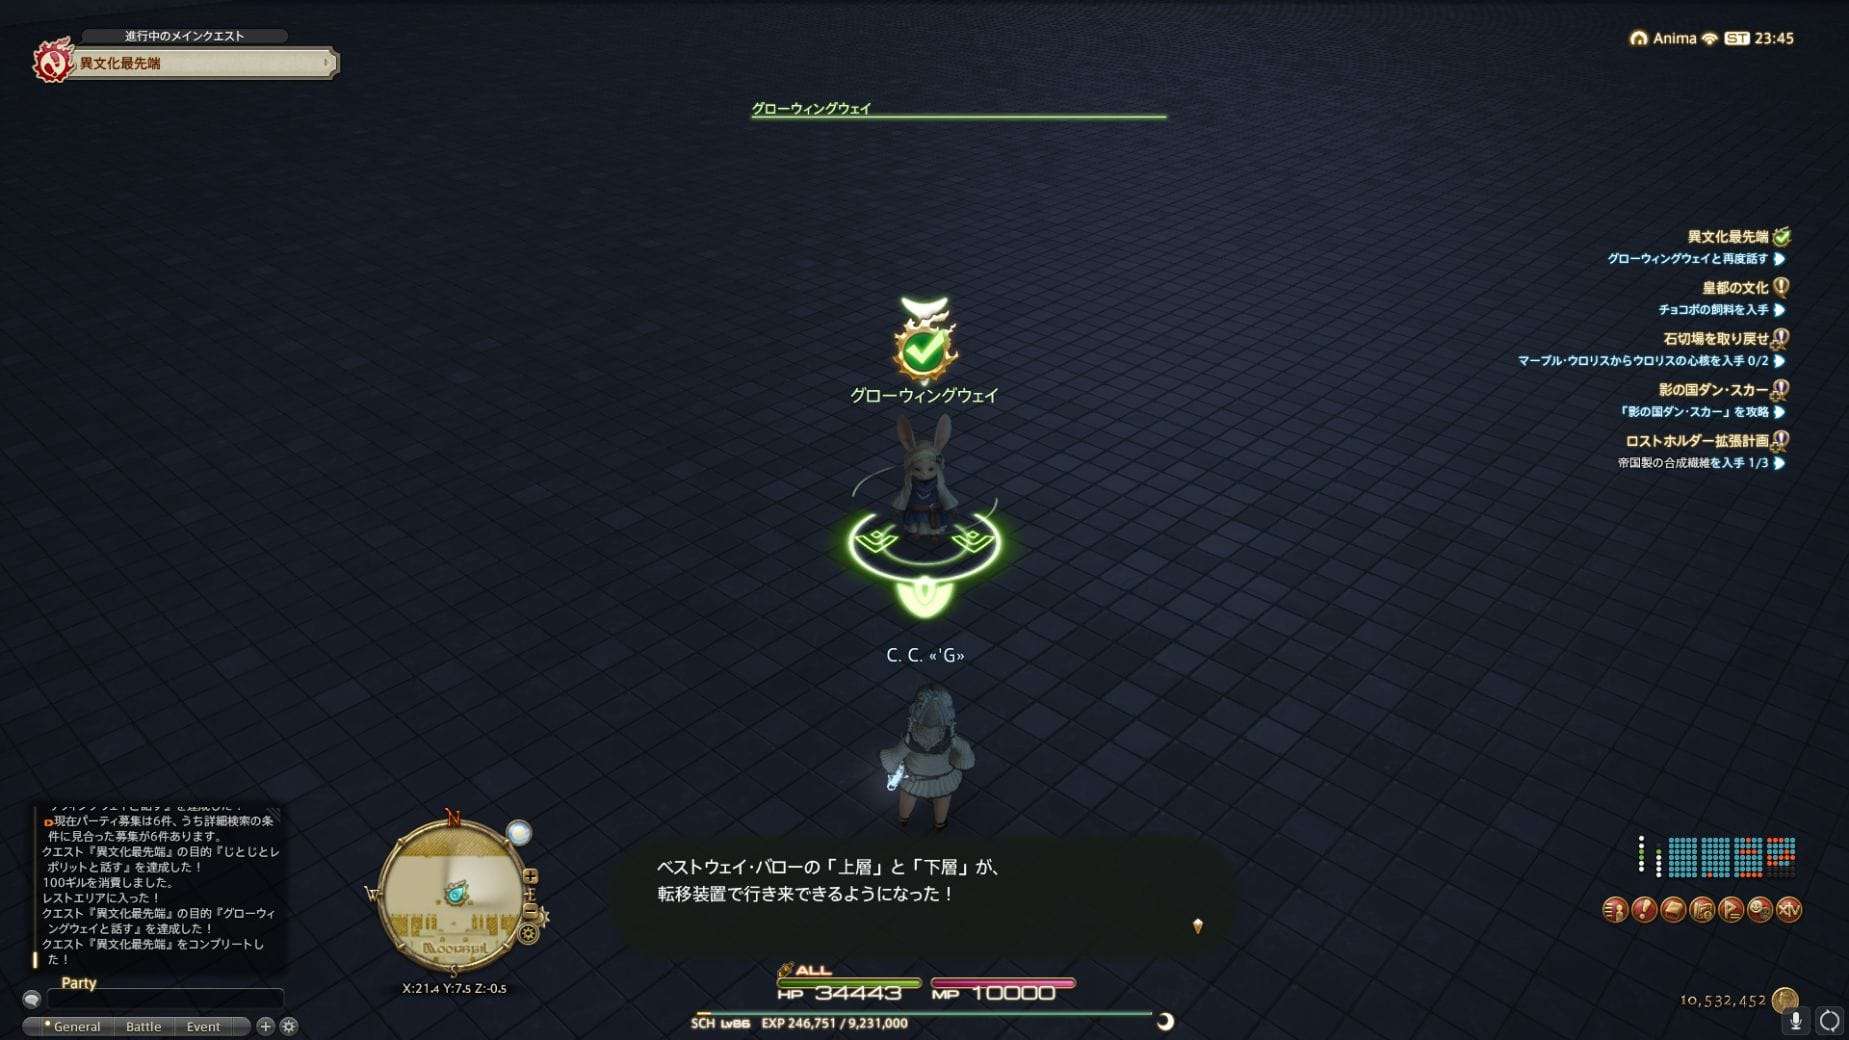 進行中のメインクエスト
異文化最先端
Anima ST 23:45
グローウィングウェイ
異文化最先端
グローウィングウェイと再度話す
皇都の文化
チョコボの飼料を入手
石切場を取り戻せ
マーブル・ウロリスからウロリスの心核を入手 0/2
影の国ダン・スカー
「影の国ダン・スカー」を攻略
ロストホルダー拡張計画
帝国製の合成繊維を入手 1/3
グローウィングウェイ
C. C. «'G»
現在パーティ募集は6件、うち詳細検索の条
件に見合った募集が6件あります。
クエスト『異文化最先端』の目的『じとじとレ
ポリットと話す』を達成した！
100ギルを消費しました。
レストエリアに入った！
クエスト『異文化最先端』の目的『グローウィ
ングウェイと話す』を達成した！
クエスト『異文化最先端』をコンプリートし
た！
Party
General Battle Event
N
W
S
X:21.4 Y:7.5 Z:-0.5
ベストウェイ・バローの「上層」と「下層」が、
転移装置で行き来できるようになった！
ALL
HP 34443 MP 10000
SCH Lv86 EXP 246,751 / 9,231,000
XIV
10,532,452